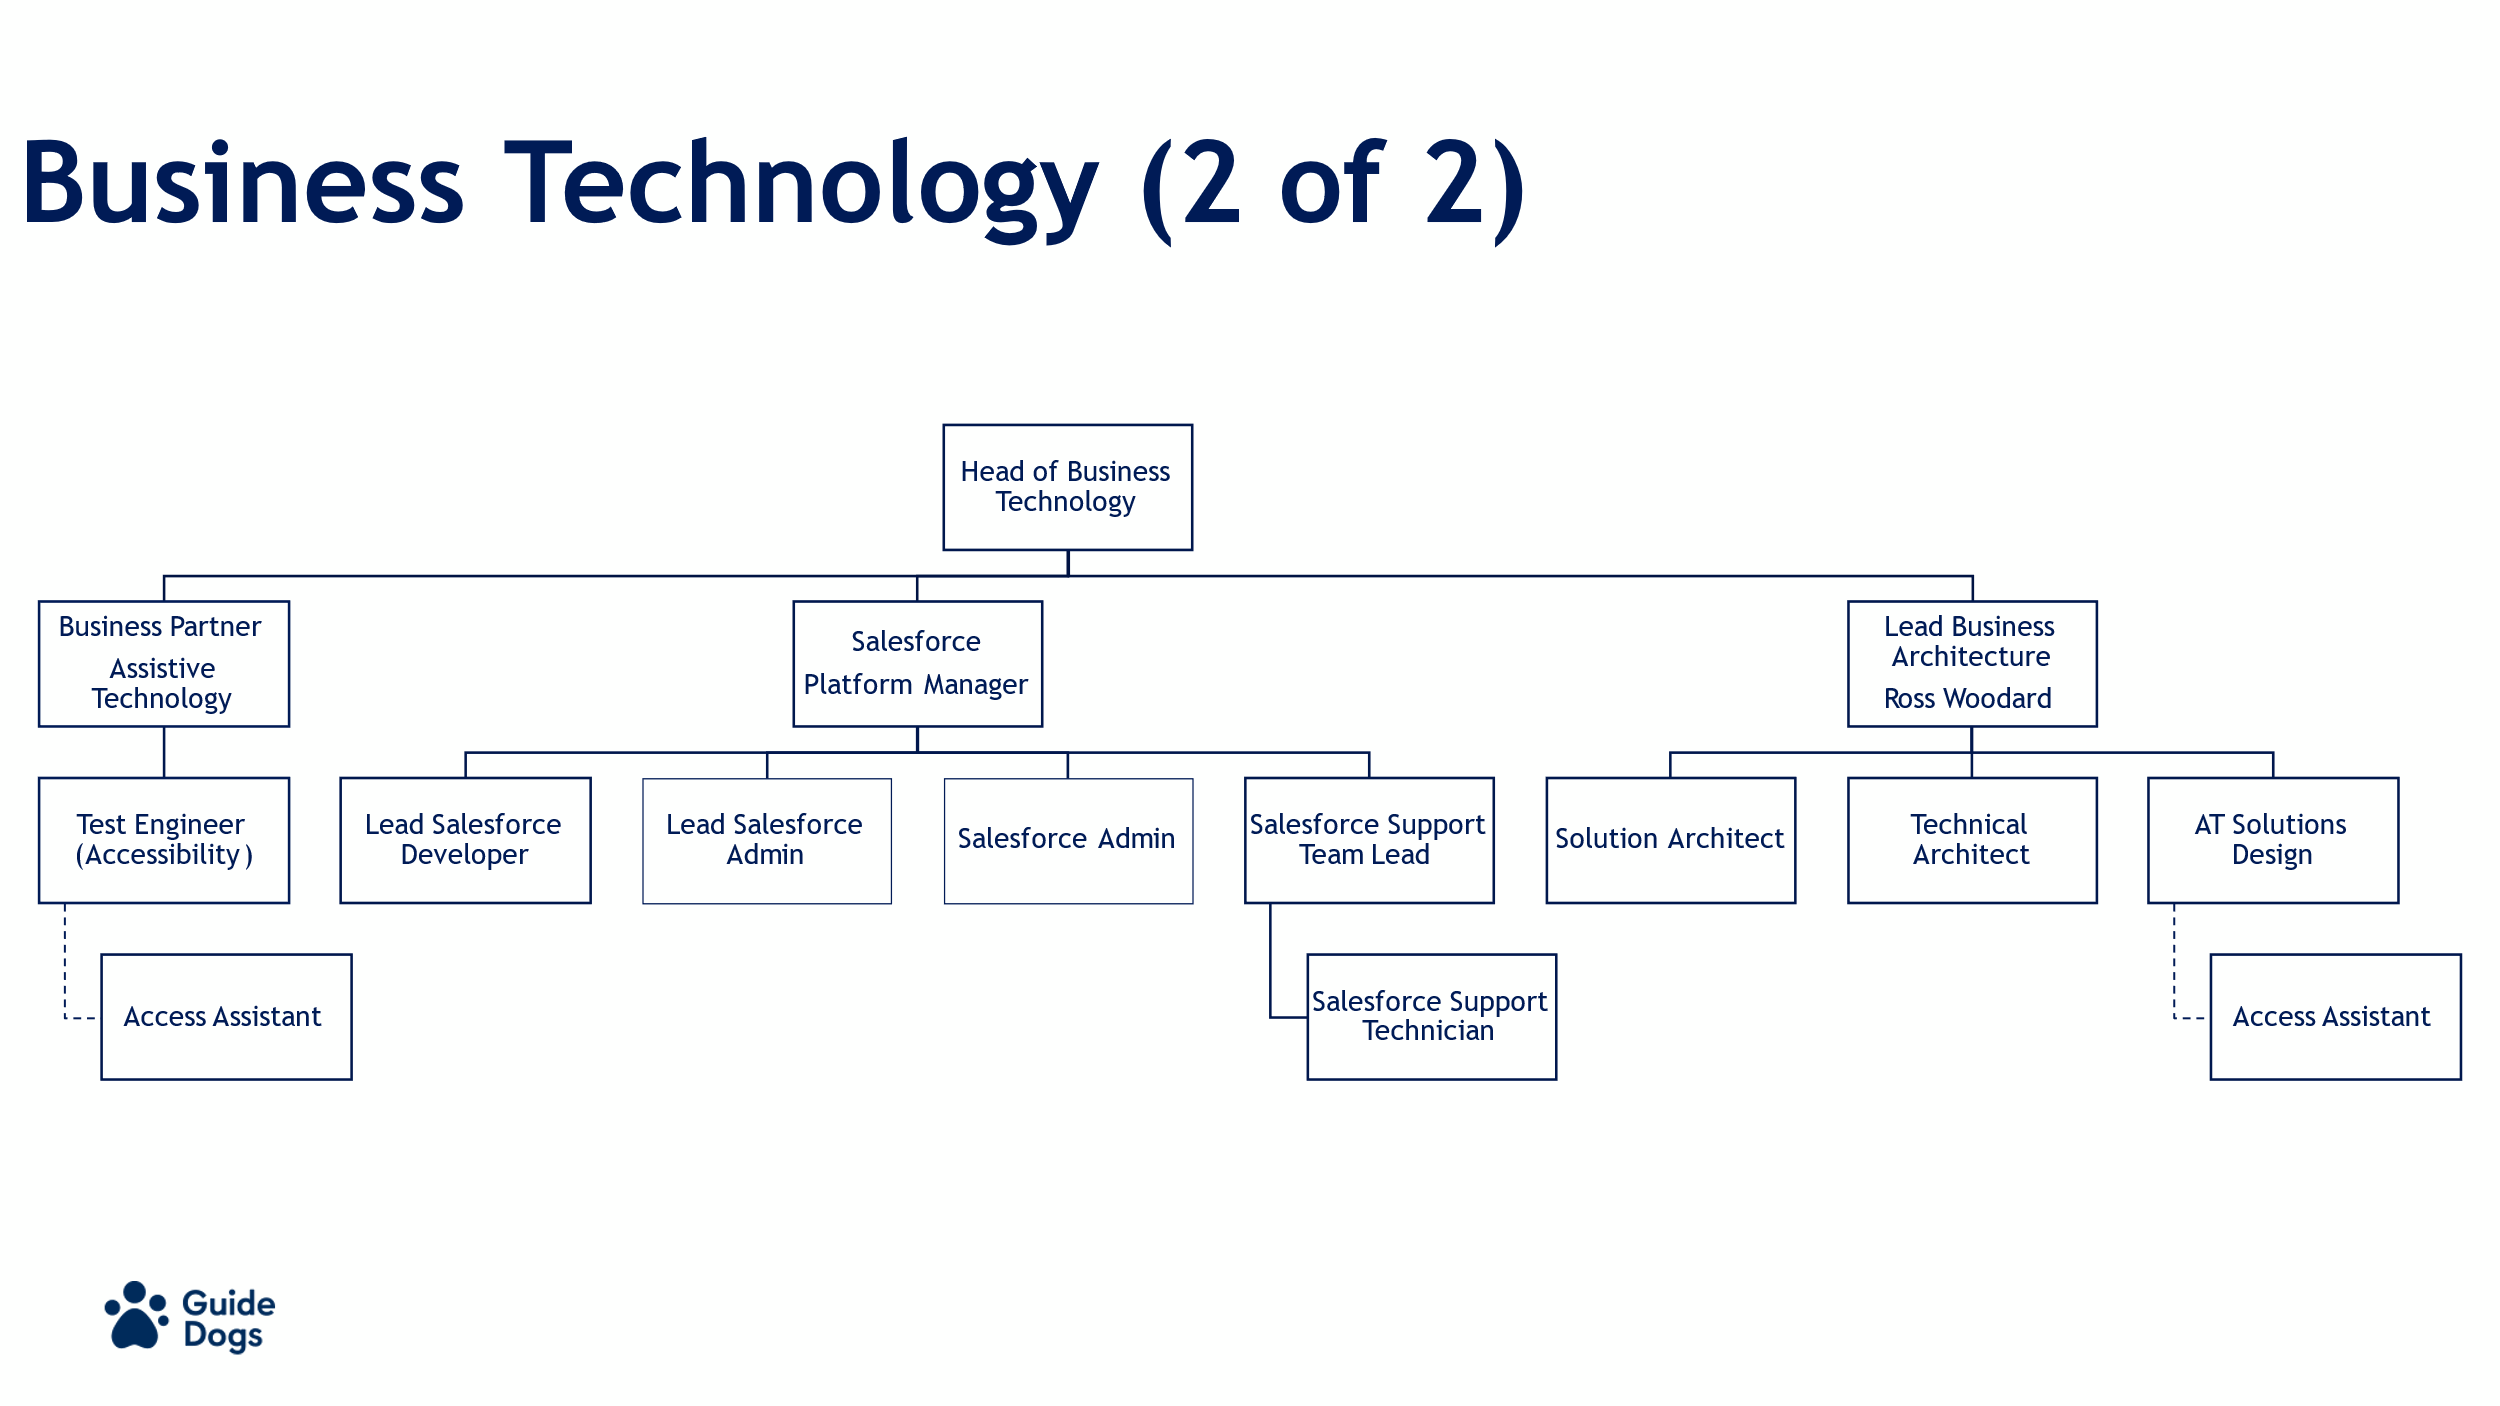 Business Technology (2 of 2)
Head of Business
Technology
Business Partner
Assistive
Technology
Salesforce
Platform Manager
Lead Business
Architecture
Ross Woodard
Test Engineer
(Accessibility)
Lead Salesforce
Developer
Lead Salesforce
Admin
Salesforce Admin
Salesforce Support
Team Lead
Solution Architect
Technical
Architect
AT Solutions
Design
Access Assistant
Salesforce Support
Technician
Access Assistant
Guide
Dogs